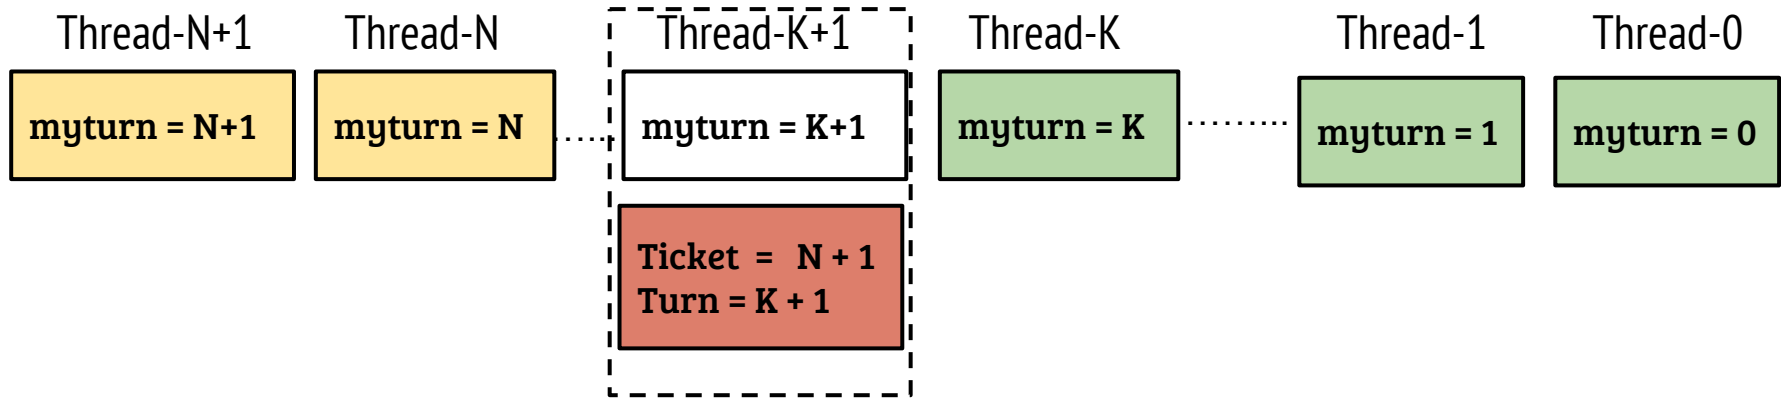 Thread-N+1 Thread-N Thread-K+1 Thread-K Thread-1 Thread-0
myturn = N+1 myturn = N myturn = K+1 myturn = K myturn = 1 myturn = 0
Ticket = N + 1
Turn = K + 1